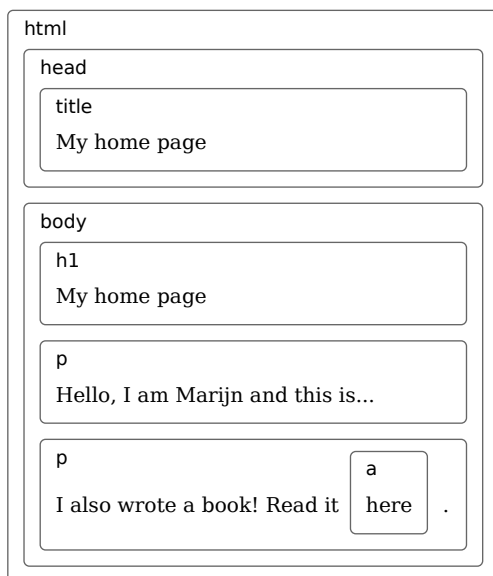 html
head
title
My home page
body
h1
My home page
p
Hello, I am Marijn and this is...
p
I also wrote a book! Read it
a
here
.